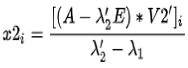 x2_i = \frac{[(A - \lambda_2' E) * V2']_i}{\lambda_2' - \lambda_1}